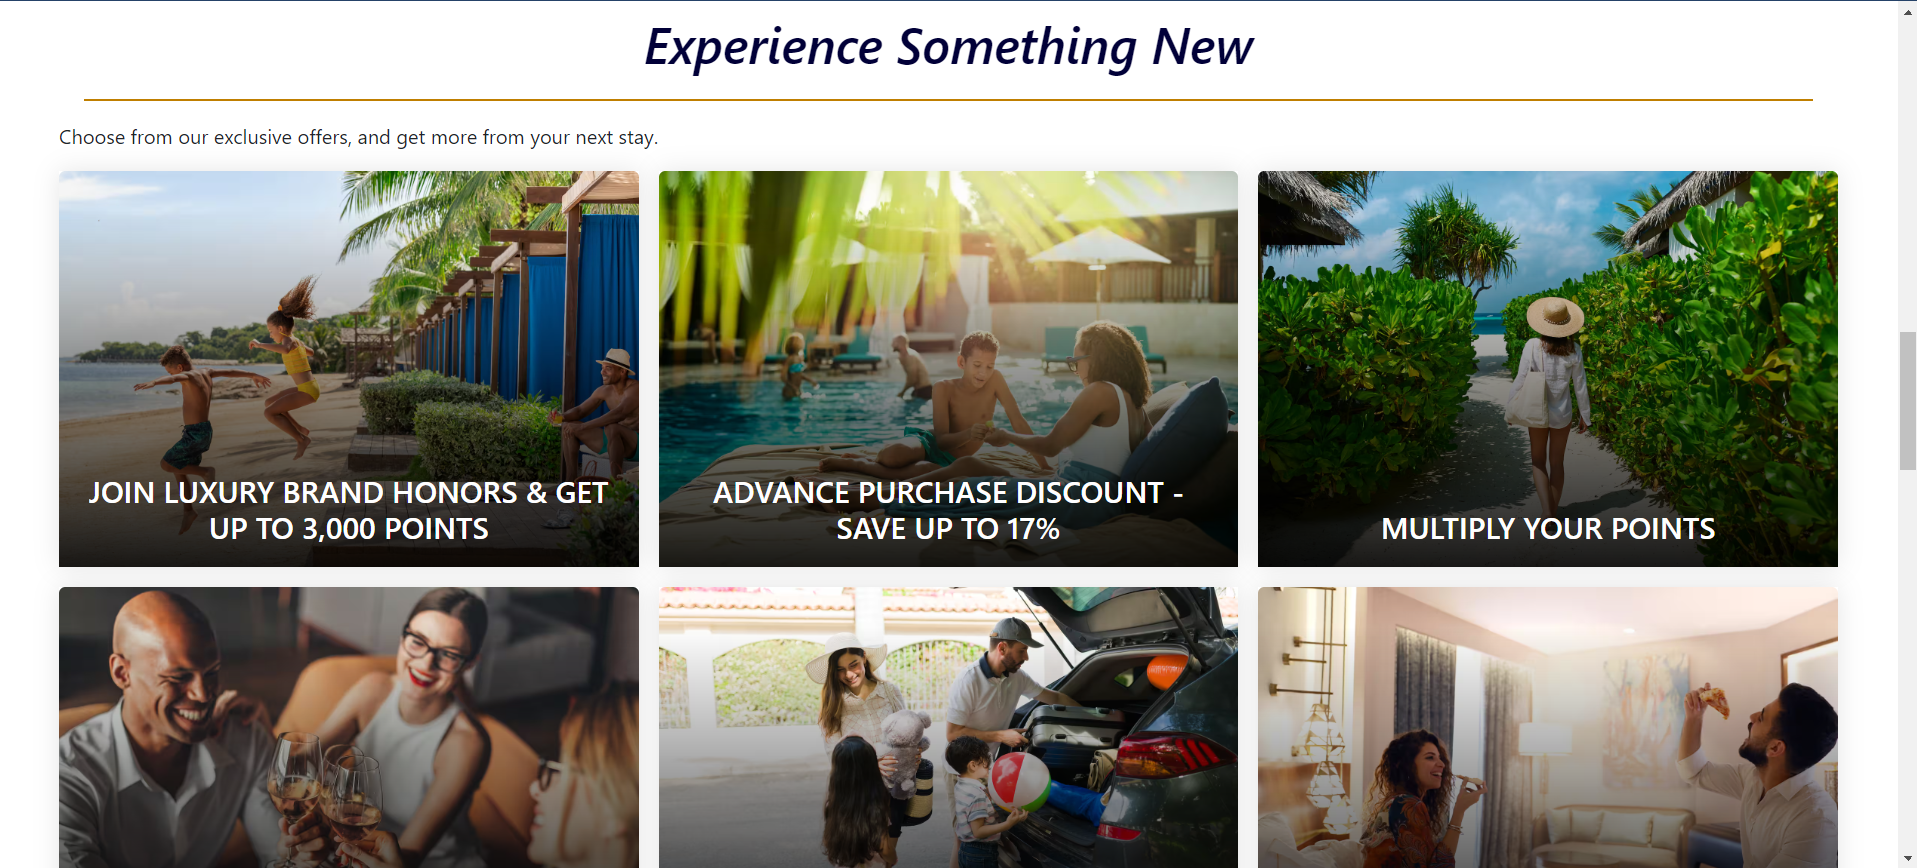 Experience Something New
Choose from our exclusive offers, and get more from your next stay.
JOIN LUXURY BRAND HONORS & GET
UP TO 3,000 POINTS
ADVANCE PURCHASE DISCOUNT -
SAVE UP TO 17%
MULTIPLY YOUR POINTS